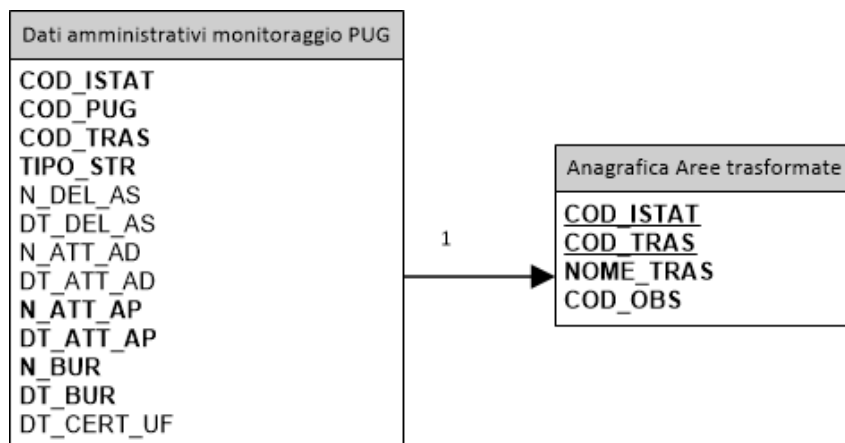 Dati amministrativi monitoraggio PUG
COD_ISTAT
COD_PUG
COD_TRAS
TIPO_STR
N_DEL_AS
DT_DEL_AS
N_ATT_AD
DT_ATT_AD
N_ATT_AP
DT_ATT_AP
N_BUR
DT_BUR
DT_CERT_UF
1
Anagrafica Aree trasformate
COD_ISTAT
COD_TRAS
NOME_TRAS
COD_OBS